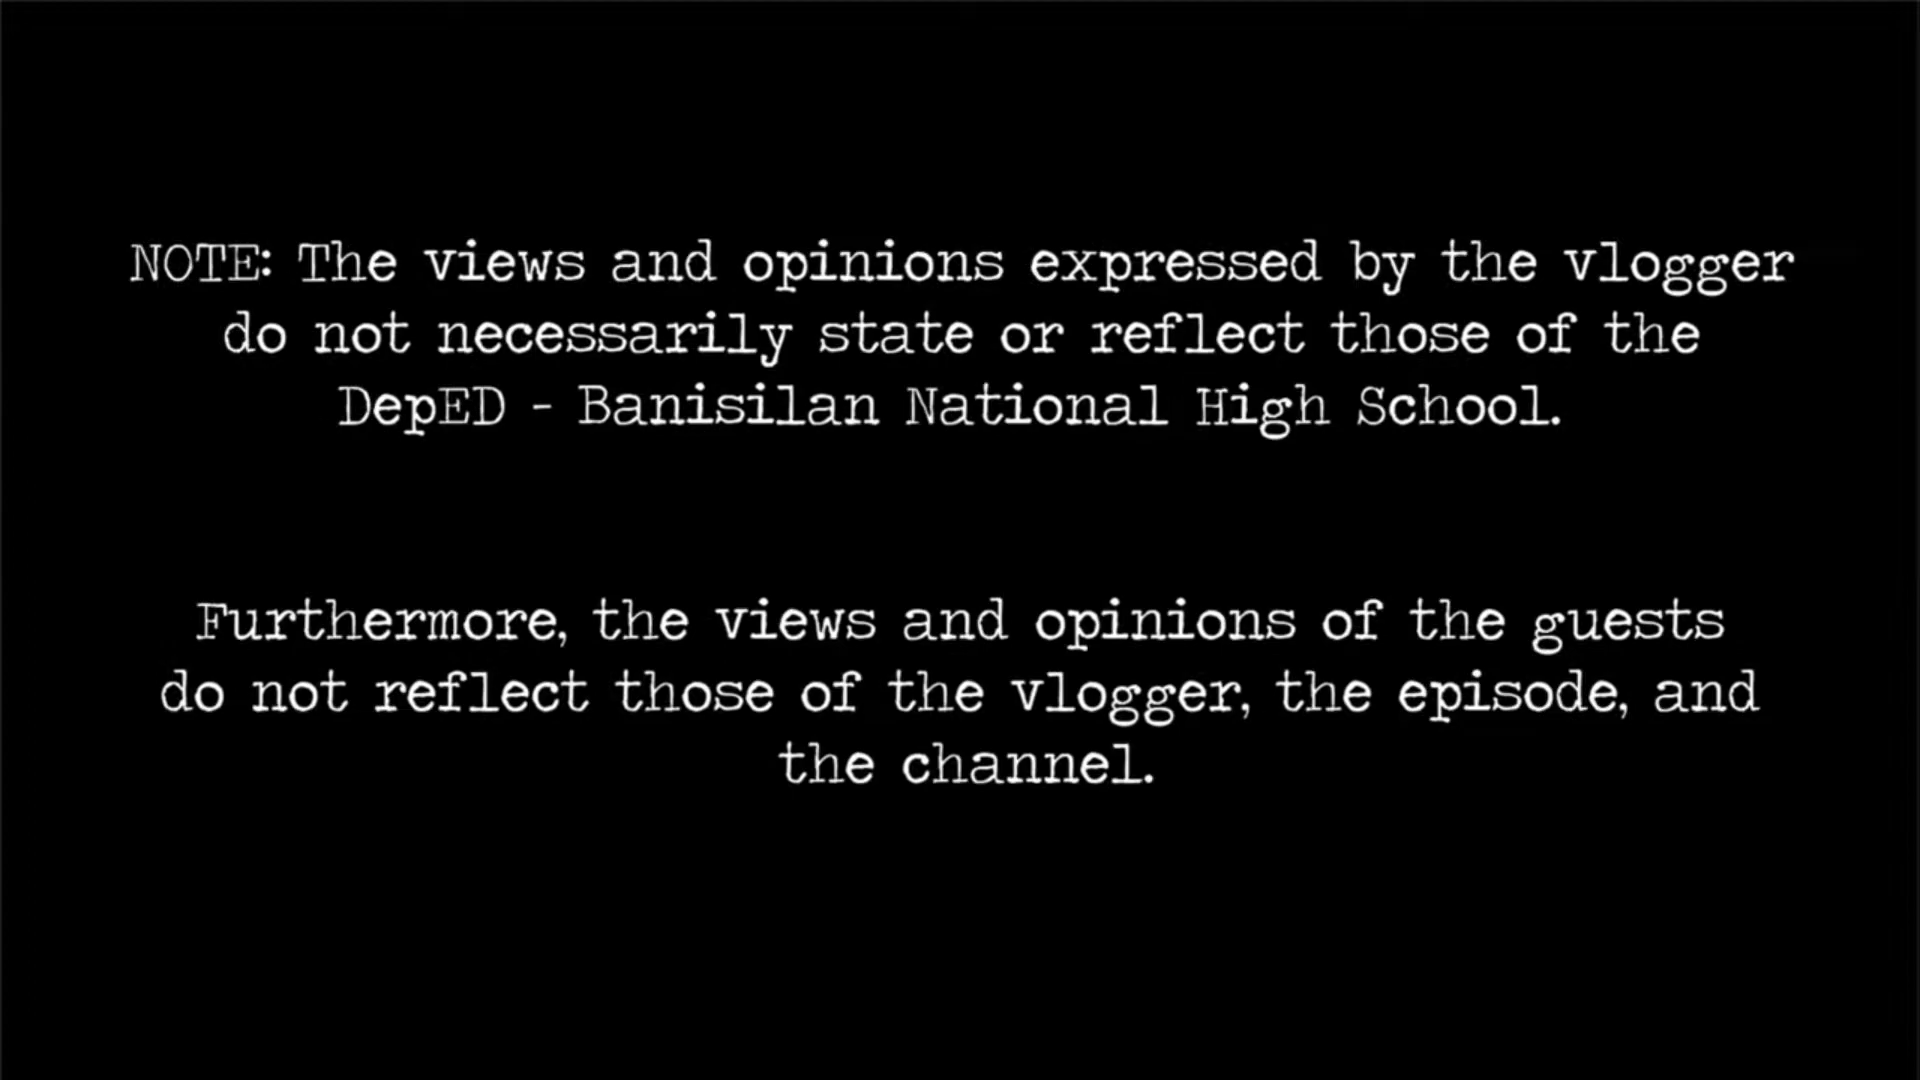 NOTE: The views and opinions expressed by the vlogger
do not necessarily state or reflect those of the
DepED - Banisilan National High School.
Furthermore, the views and opinions of the guests
do not reflect those of the vlogger, the episode, and
the channel.